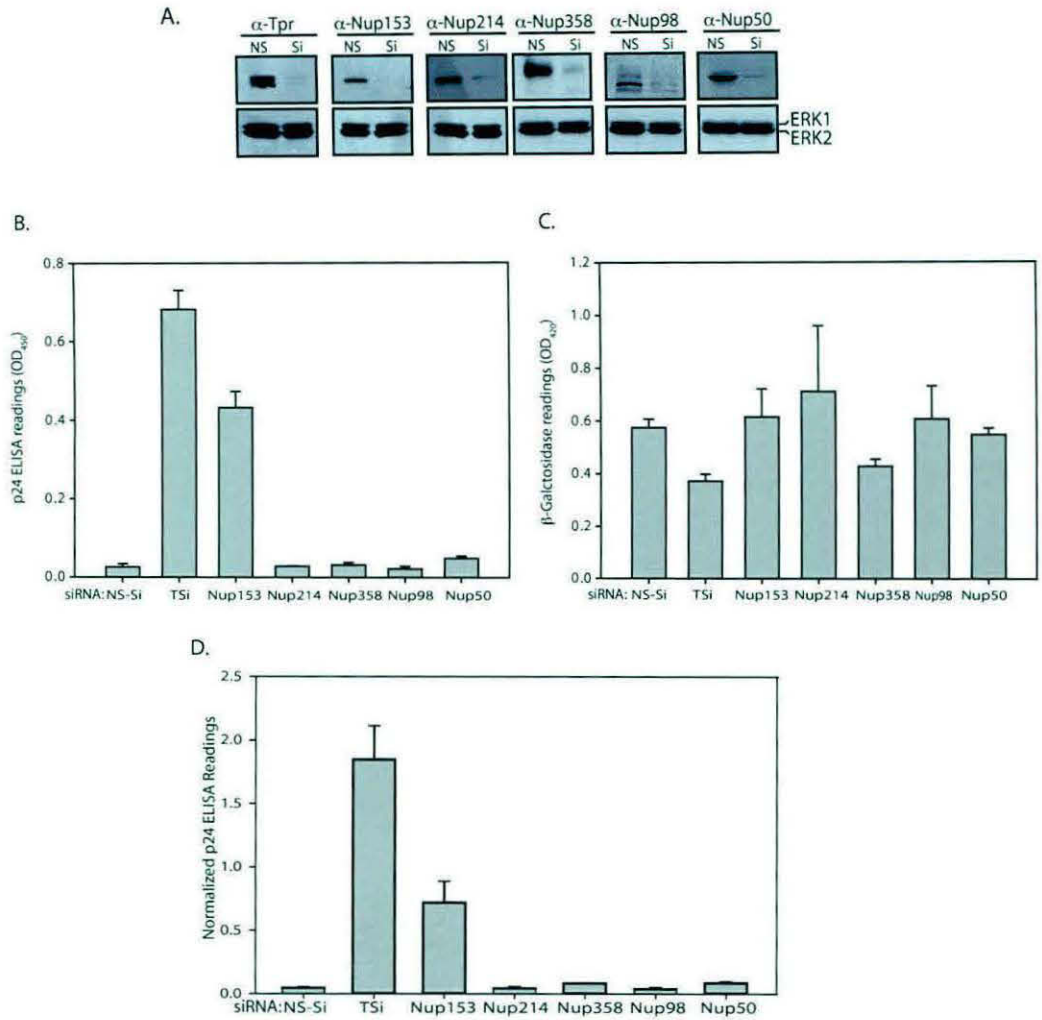 A.
α-Tpr α-Nup153 α-Nup214 α-Nup358 α-Nup98 α-Nup50
NS Si NS Si NS Si NS Si NS Si NS Si
ERK1
ERK2
B.
p24 ELISA readings (OD450)
0.8
0.6
0.4
0.2
0.0
siRNA: NS-Si TSi Nup153 Nup214 Nup358 Nup98 Nup50
C.
β-Galctosidase readings (OD420)
1.2
1.0
0.8
0.6
0.4
0.2
0.0
siRNA: NS-Si TSi Nup153 Nup214 Nup358 Nup98 Nup50
D.
Normalized p24 ELISA Readings
2.5
2.0
1.5
1.0
0.5
0.0
siRNA:NS-Si TSi Nup153 Nup214 Nup358 Nup98 Nup50